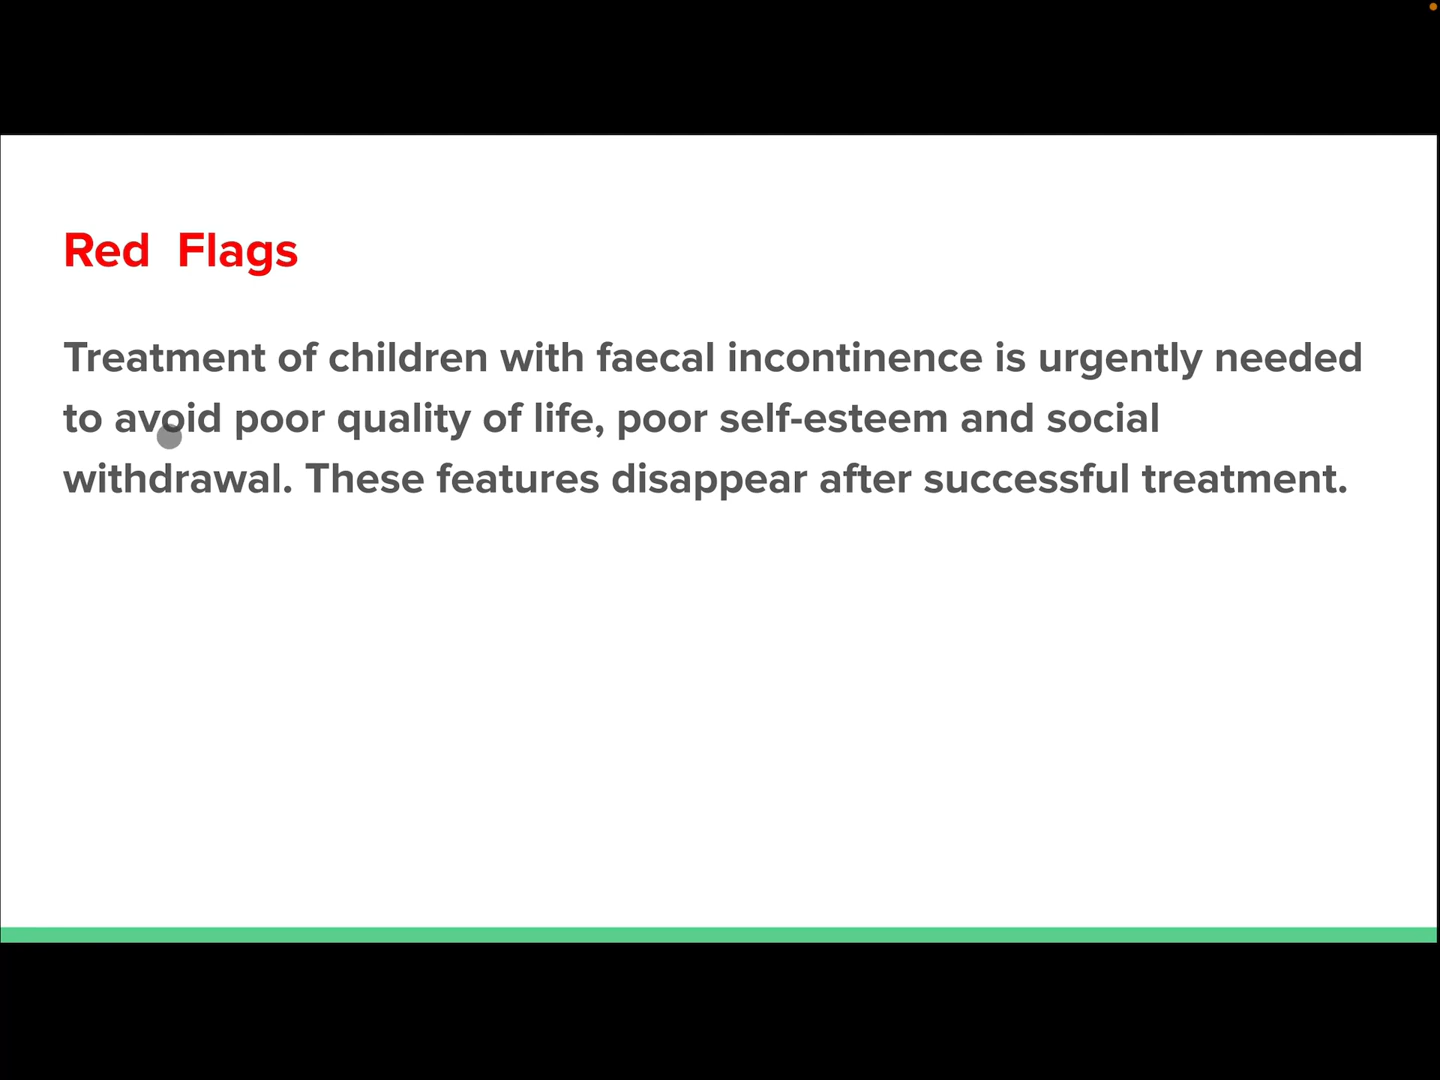 Red  Flags
Treatment of children with faecal incontinence is urgently needed
to avoid poor quality of life, poor self-esteem and social
withdrawal. These features disappear after successful treatment.